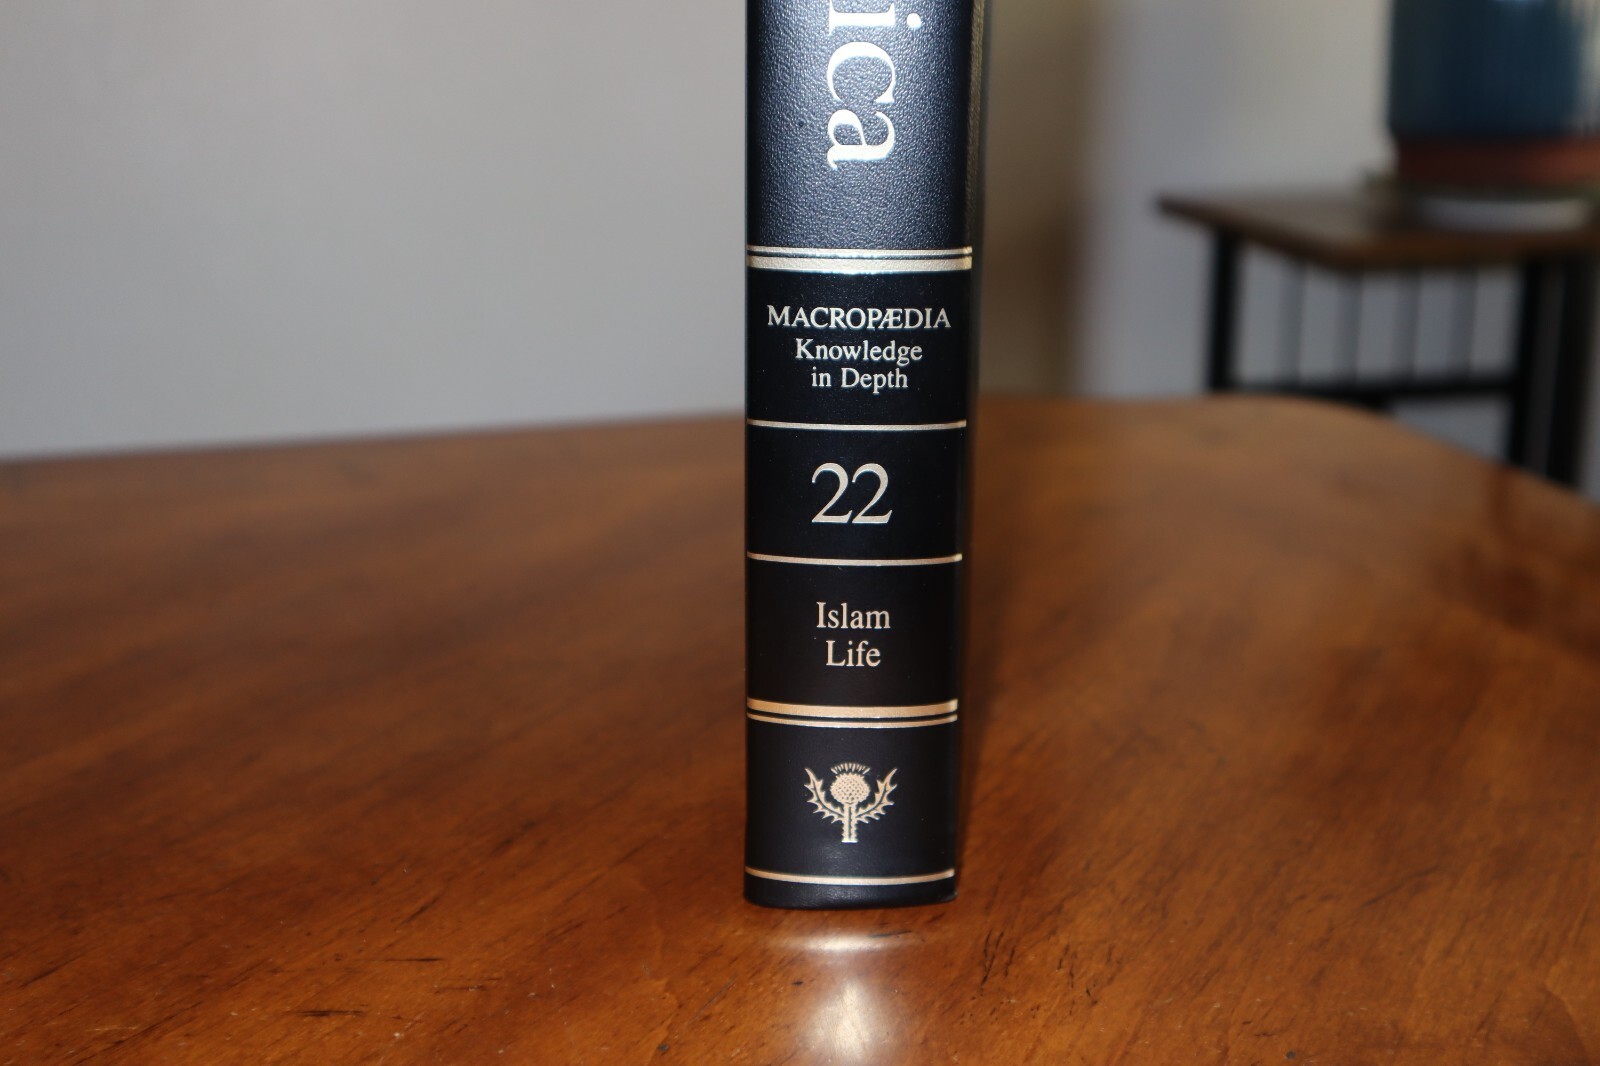 ica
MACROPÆDIA
Knowledge
in Depth
22
Islam
Life